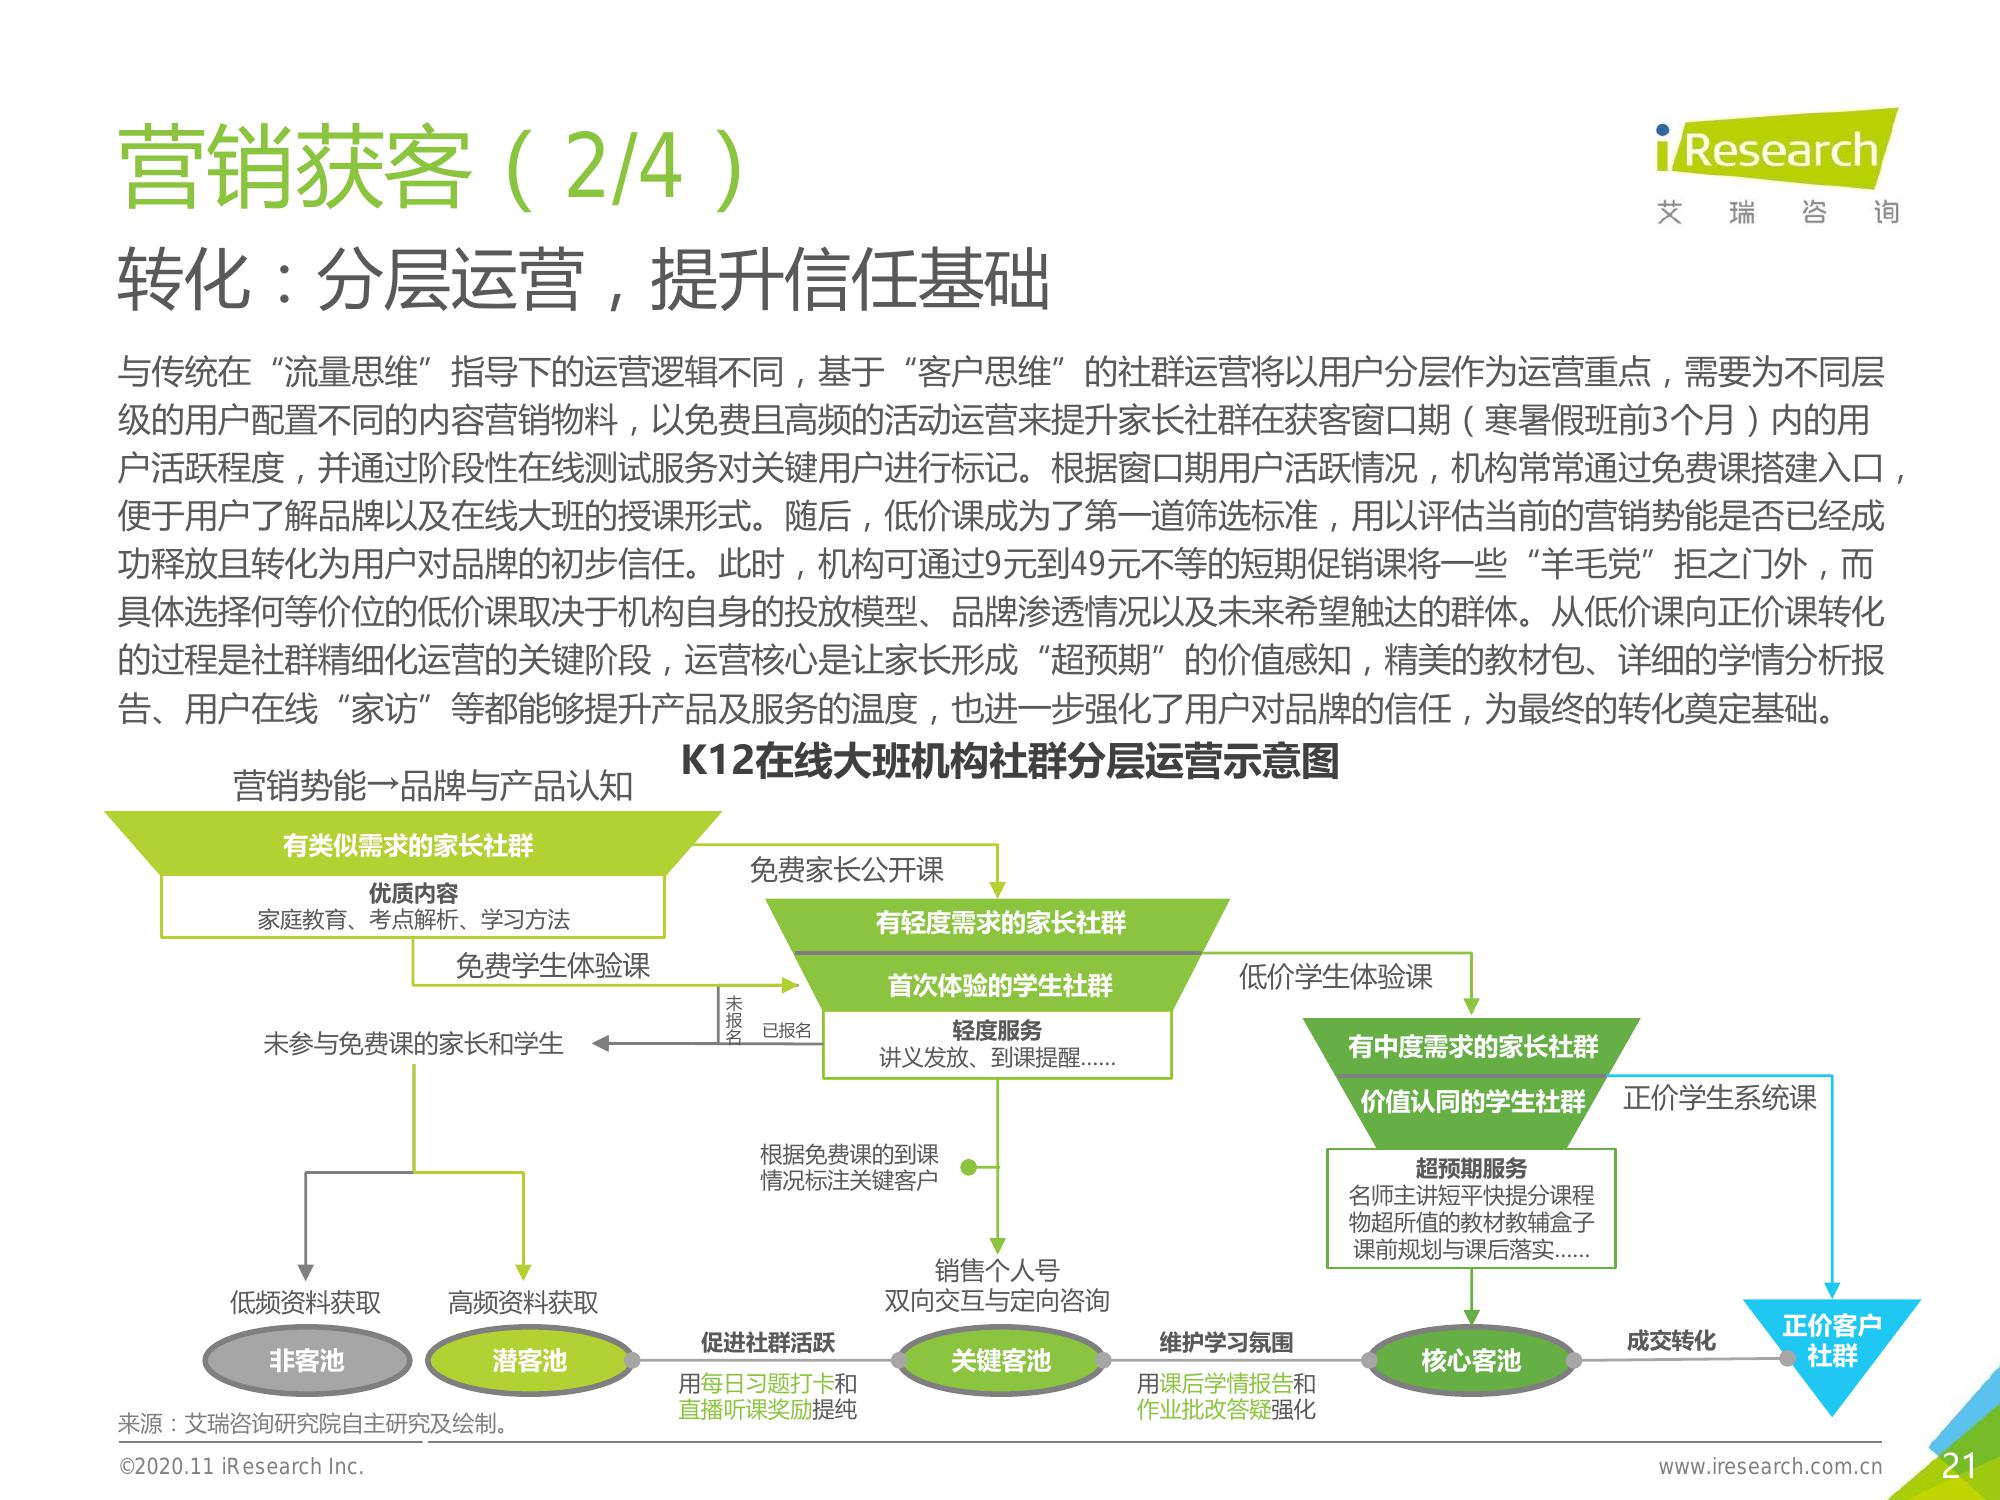 营销获客（2/4）
iResearch
艾瑞咨询
转化：分层运营，提升信任基础
与传统在“流量思维”指导下的运营逻辑不同，基于“客户思维”的社群运营将以用户分层作为运营重点，需要为不同层
级的用户配置不同的内容营销物料，以免费且高频的活动运营来提升家长社群在获客窗口期（寒暑假班前3个月）内的用
户活跃程度，并通过阶段性在线测试服务对关键用户进行标记。根据窗口期用户活跃情况，机构常常通过免费课搭建入口，
便于用户了解品牌以及在线大班的授课形式。随后，低价课成为了第一道筛选标准，用以评估当前的营销势能是否已经成
功释放且转化为用户对品牌的初步信任。此时，机构可通过9元到49元不等的短期促销课将一些“羊毛党”拒之门外，而
具体选择何等价位的低价课取决于机构自身的投放模型、品牌渗透情况以及未来希望触达的群体。从低价课向正价课转化
的过程是社群精细化运营的关键阶段，运营核心是让家长形成“超预期”的价值感知，精美的教材包、详细的学情分析报
告、用户在线“家访”等都能够提升产品及服务的温度，也进一步强化了用户对品牌的信任，为最终的转化奠定基础。
K12在线大班机构社群分层运营示意图
营销势能→品牌与产品认知
有类似需求的家长社群
优质内容
家庭教育、考点解析、学习方法
免费家长公开课
免费学生体验课
有轻度需求的家长社群
首次体验的学生社群
轻度服务
讲义发放、到课提醒……
未报名
已报名
未参与免费课的家长和学生
低价学生体验课
有中度需求的家长社群
价值认同的学生社群
超预期服务
名师主讲短平快提分课程
物超所值的教材教辅盒子
课前规划与课后落实……
正价学生系统课
根据免费课的到课
情况标注关键客户
低频资料获取
高频资料获取
销售个人号
双向交互与定向咨询
非客池
潜客池
促进社群活跃
用每日习题打卡和
直播听课奖励提纯
关键客池
维护学习氛围
用课后学情报告和
作业批改答疑强化
核心客池
成交转化
正价客户
社群
来源：艾瑞咨询研究院自主研究及绘制。
©2020.11 iResearch Inc.
www.iresearch.com.cn
21